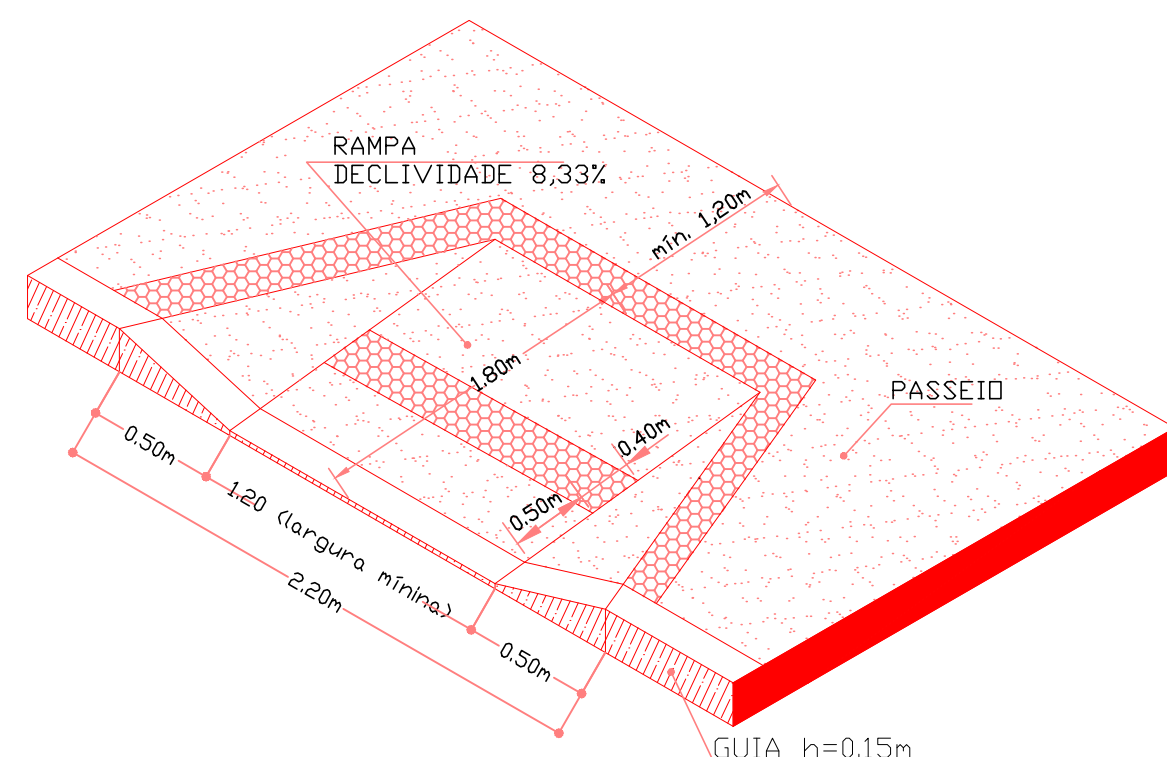 RAMPA
DECLIVIDADE 8,33%
mín. 1,20m
1.80m
PASSEIO
0.40m
0.50m
0.50m
1.20 (largura mínina)
2.20m
0.50m
GUIA h=0.15m